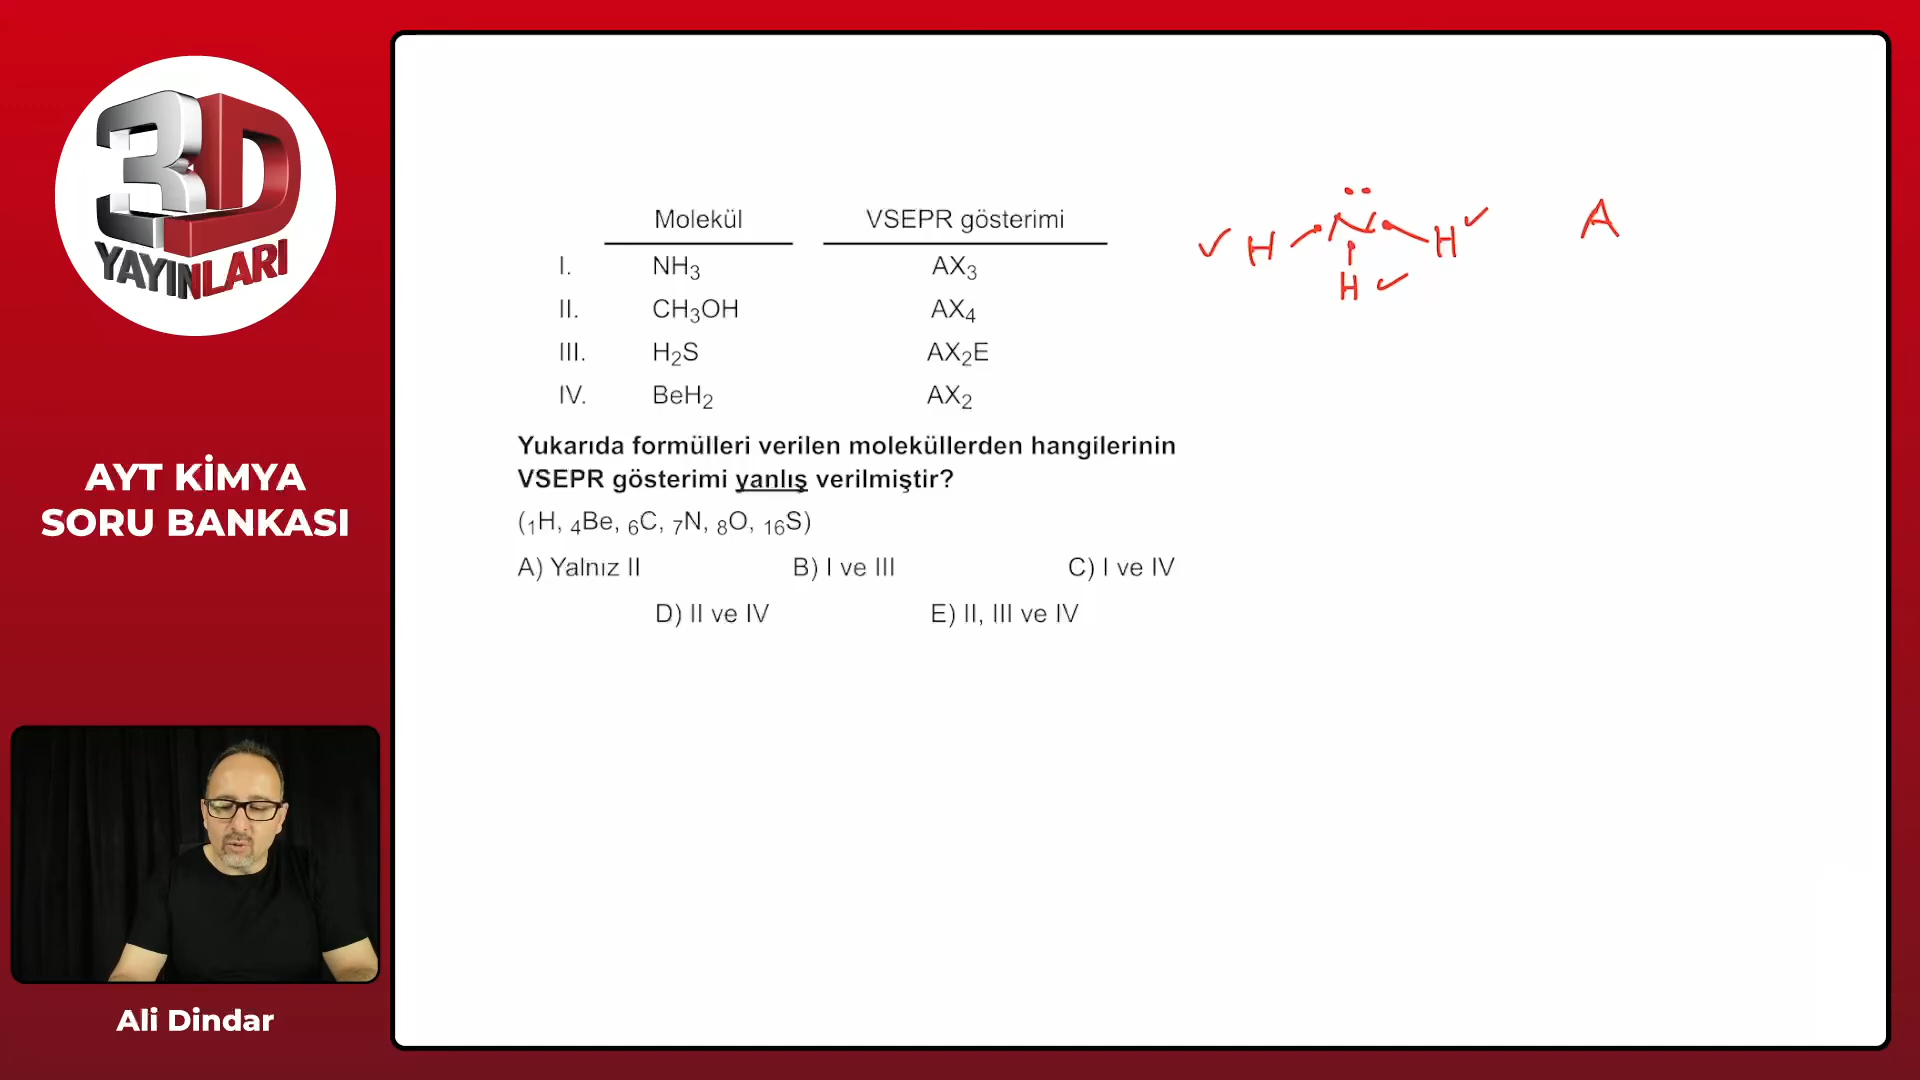 3D
YAYINLARI
AYT KİMYA
SORU BANKASI
Ali Dindar
Molekül VSEPR gösterimi
I. NH₃ AX₃
II. CH₃OH AX₄
III. H₂S AX₂E
IV. BeH₂ AX₂
Yukarıda formülleri verilen moleküllerden hangilerinin
VSEPR gösterimi yanlış verilmiştir?
(₁H, ₄Be, ₆C, ₇N, ₈O, ₁₆S)
A) Yalnız II B) I ve III C) I ve IV
D) II ve IV E) II, III ve IV
H N H A
H